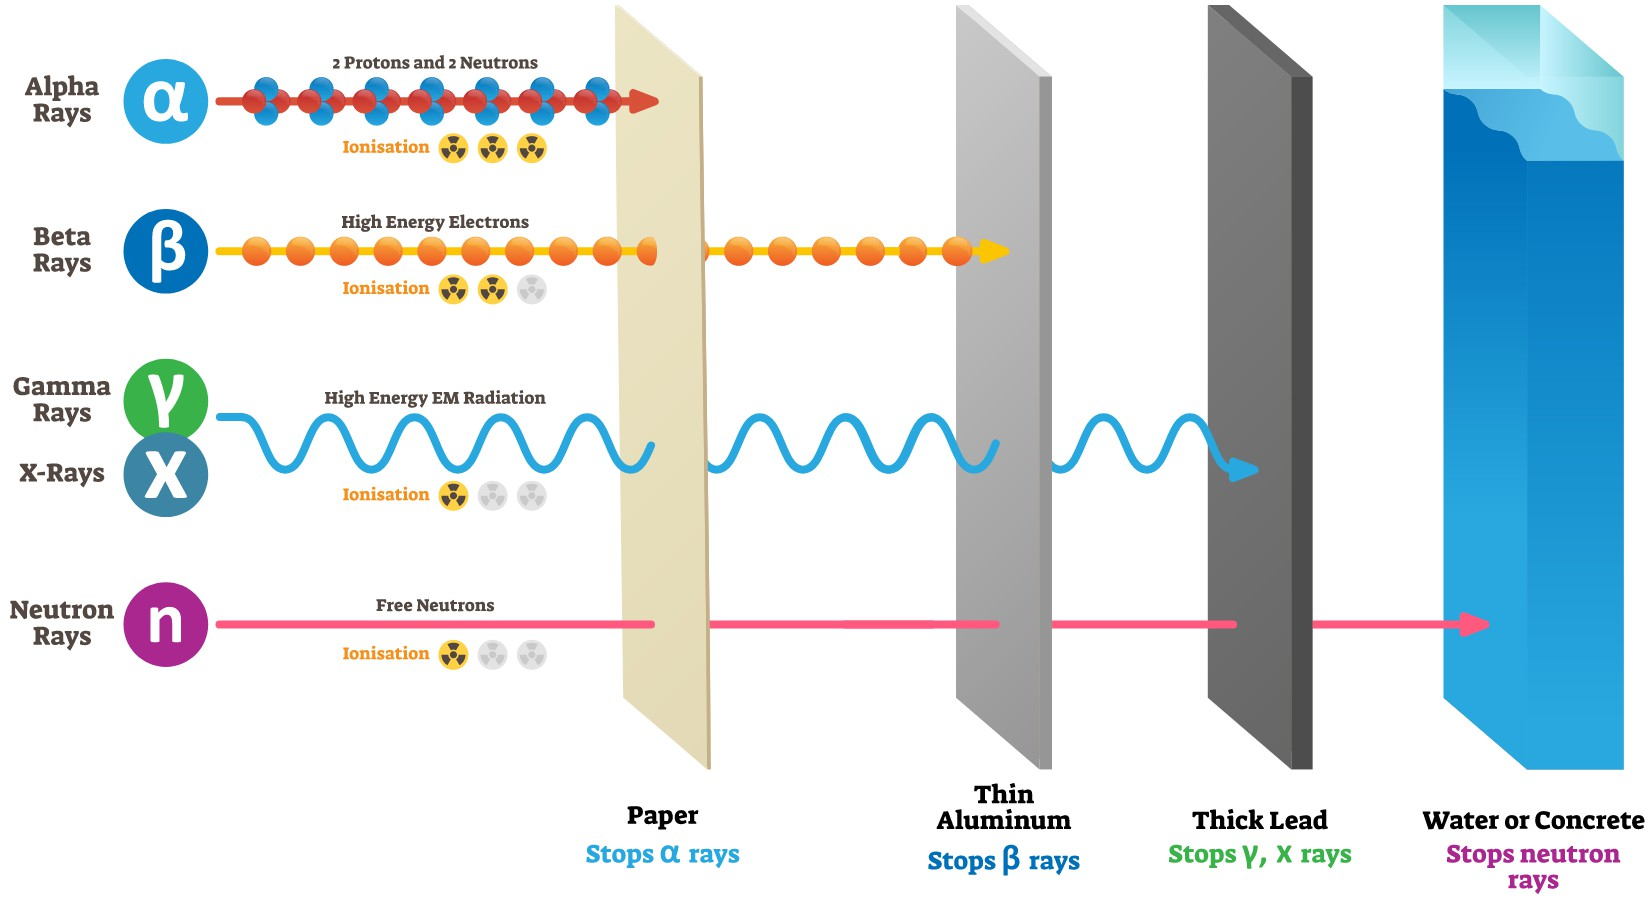 2 Protons and 2 Neutrons
Alpha
Rays
α
Ionisation
High Energy Electrons
Beta
Rays
β
Ionisation
Gamma
Rays
γ
High Energy EM Radiation
X-Rays
X
Ionisation
Free Neutrons
Neutron
Rays
n
Ionisation
Paper
Stops α rays
Thin
Aluminum
Stops β rays
Thick Lead
Stops γ, x rays
Water or Concrete
Stops neutron
rays